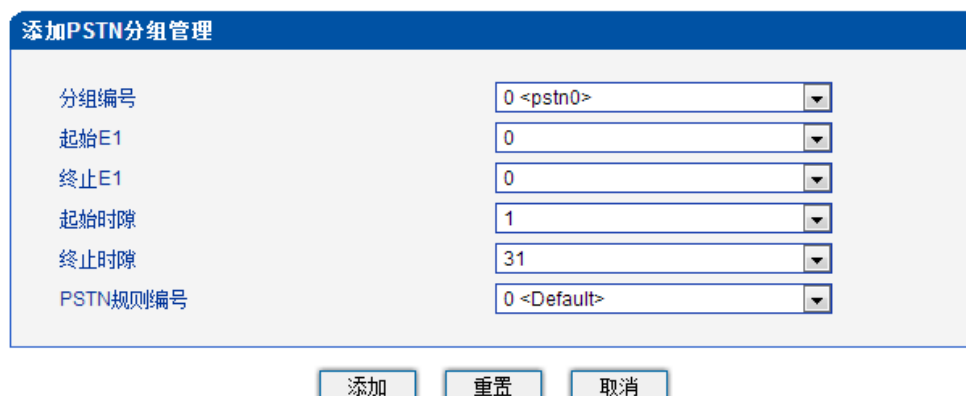 添加PSTN分组管理
分组编号 0 <pstn0>
起始E1 0
终止E1 0
起始时隙 1
终止时隙 31
PSTN规则编号 0 <Default>
添加 重置 取消